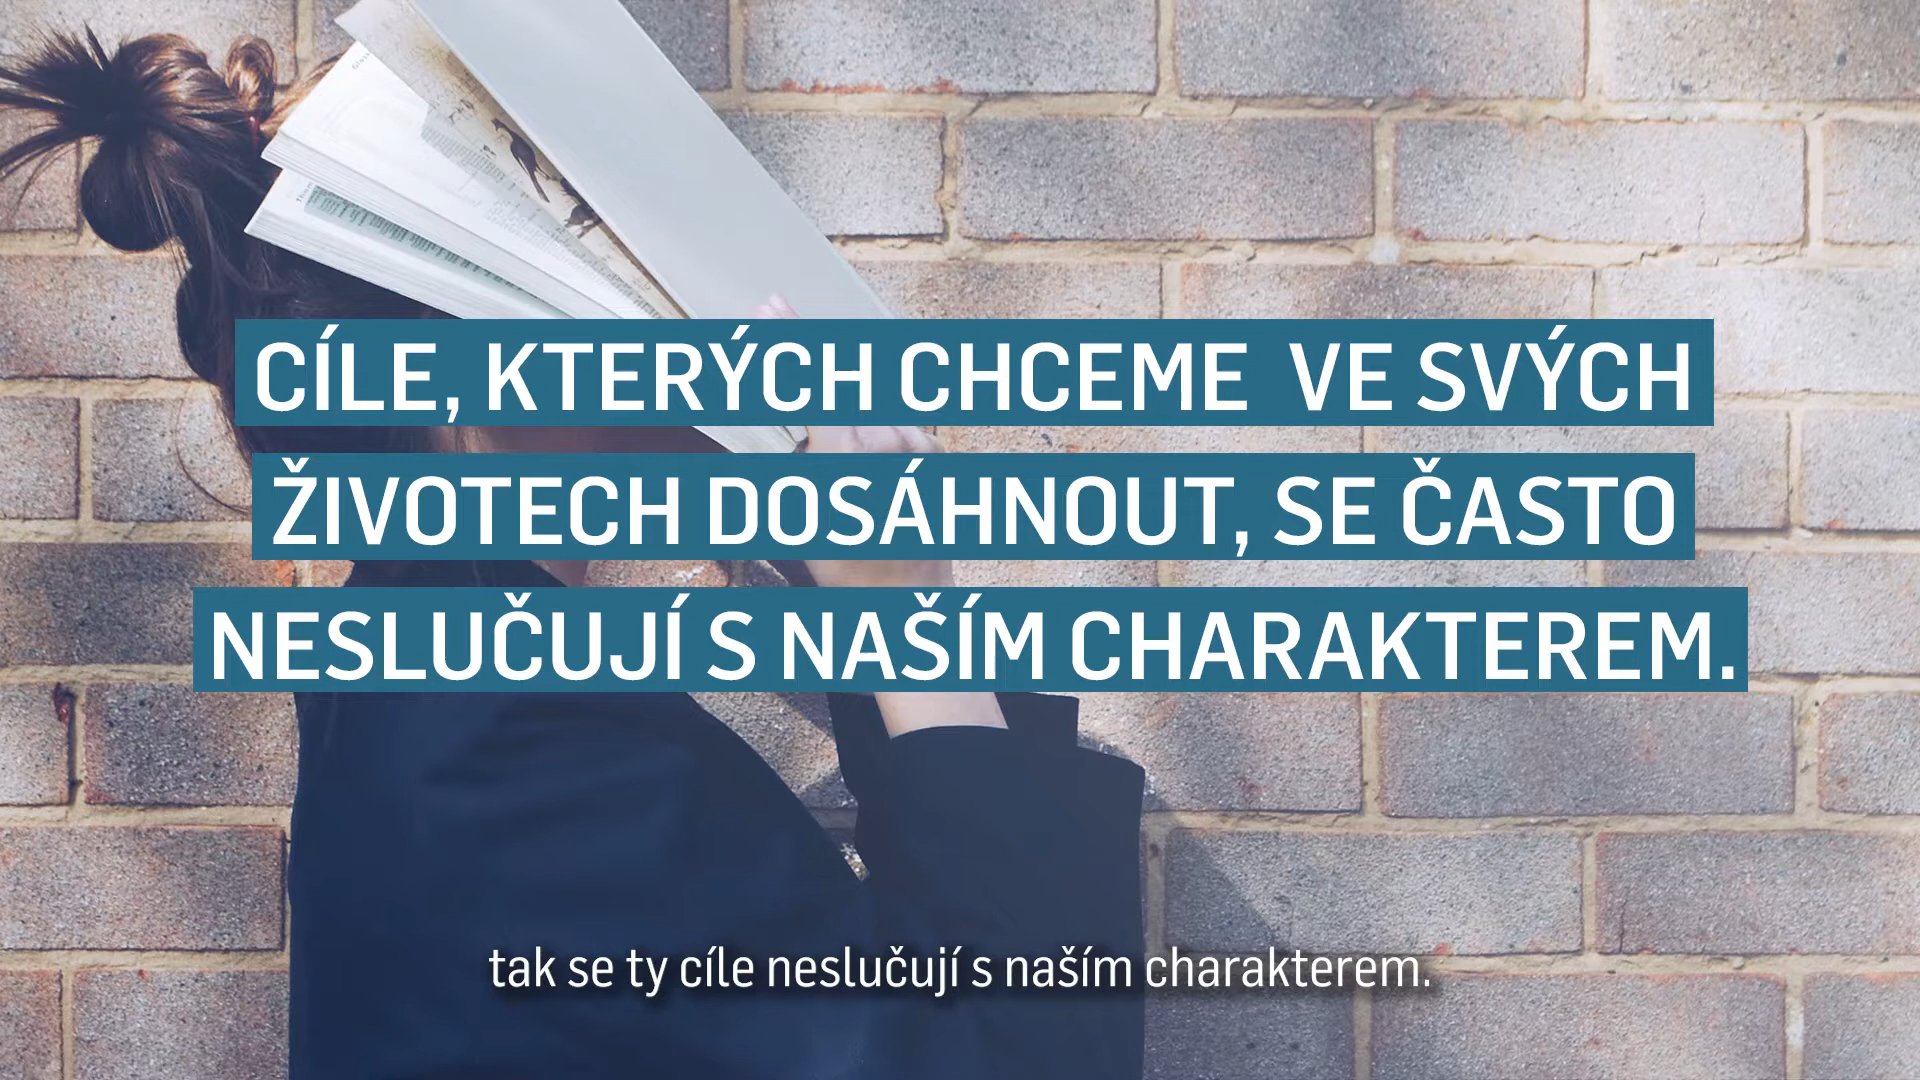 CÍLE, KTERÝCH CHCEME  VE SVÝCH
ŽIVOTECH DOSÁHNOUT, SE ČASTO
NESLUČUJÍ S NAŠÍM CHARAKTEREM.
tak se ty cíle neslučují s naším charakterem.